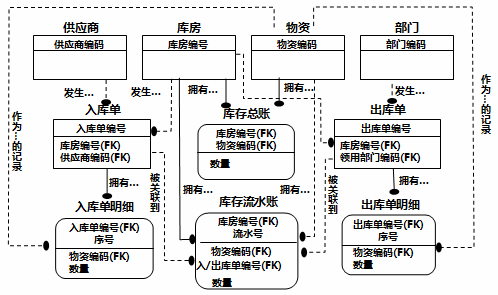 供应商
库房
物资
部门
供应商编码
库房编号
物资编码
部门编码
发生...
发生...
拥有...
拥有...
发生...
作为...的记录
作为...的记录
入库单
库存总账
出库单
入库单编号
库房编号(FK)
供应商编码(FK)
库房编号(FK)
物资编码(FK)
数量
出库单编号
库房编号(FK)
领用部门编码(FK)
拥有...
被关联到
拥有...
拥有...
被关联到
拥有...
入库单明细
库存流水账
出库单明细
入库单编号(FK)
序号
物资编码(FK)
数量
库房编号(FK)
流水号
物资编码(FK)
入/出库单编号(FK)
数量
出库单编号(FK)
序号
物资编码(FK)
数量